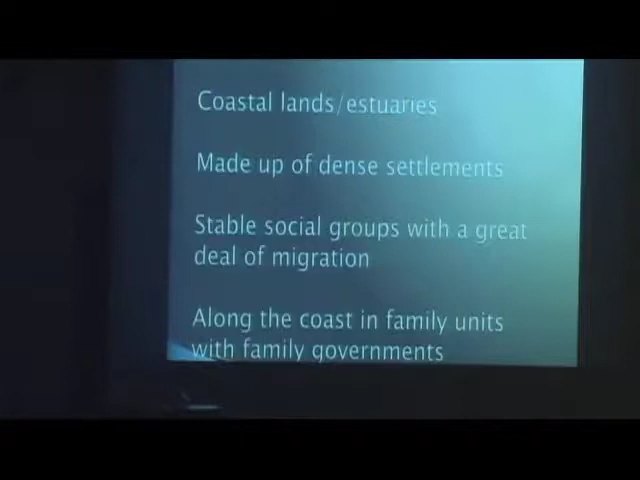 Coastal lands/estuaries
Made up of dense settlements
Stable social groups with a great
deal of migration
Along the coast in family units
with family governments